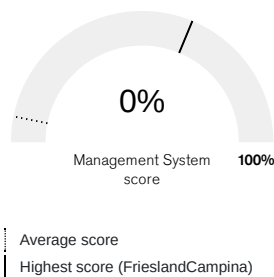 0%
Management System
score
100%
Average score
Highest score (FrieslandCampina)